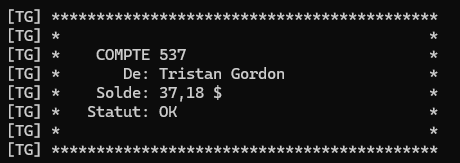 [TG] *******************************************
[TG] *                                         *
[TG] *    COMPTE 537                           *
[TG] *       De: Tristan Gordon                *
[TG] *    Solde: 37,18 $                       *
[TG] *   Statut: OK                            *
[TG] *                                         *
[TG] *******************************************